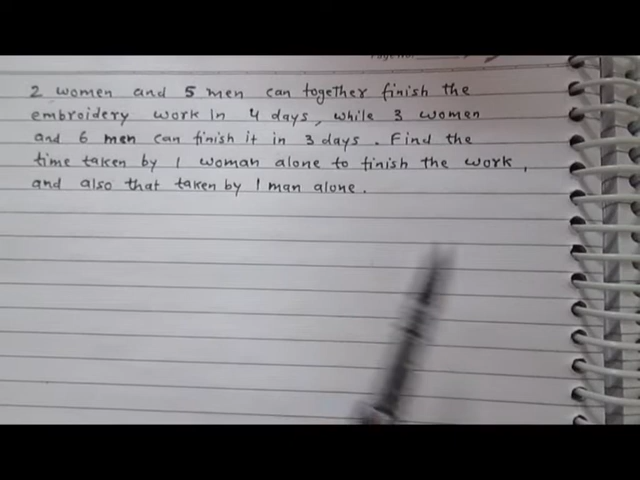 2 women and 5 men can together finish the
embroidery work in 4 days, while 3 women
and 6 men can finish it in 3 days. Find the
time taken by 1 woman alone to finish the work,
and also that taken by 1 man alone.